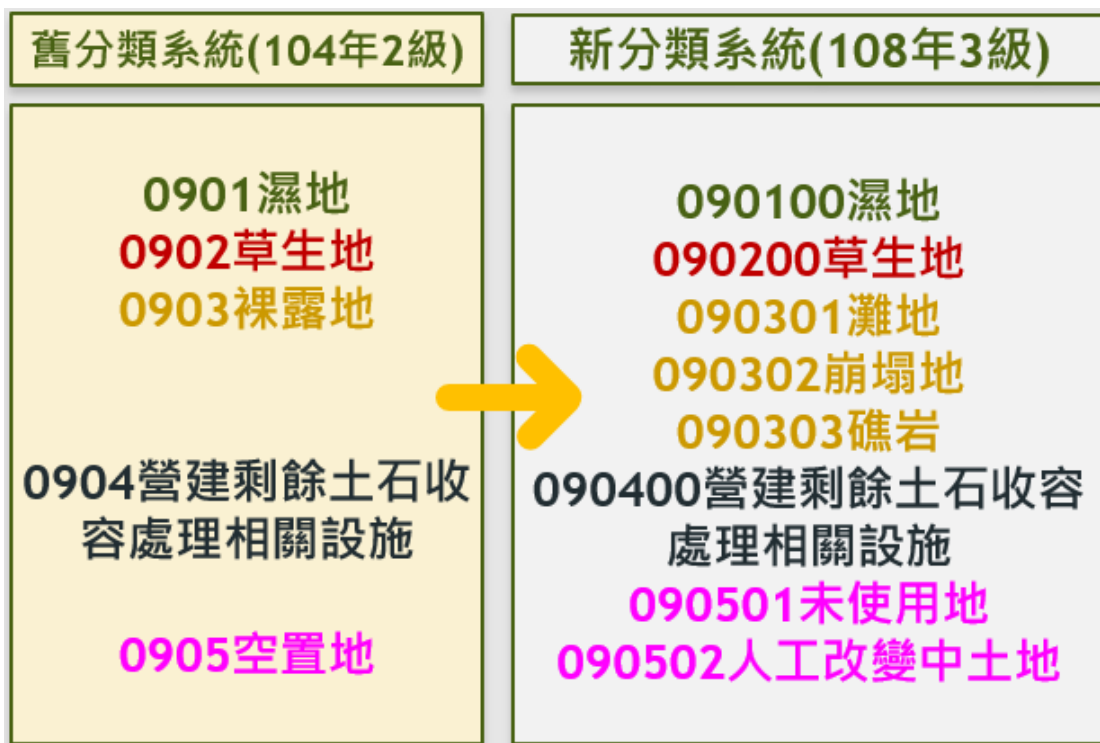 舊分類系統(104年2級)
0901濕地
0902草生地
0903裸露地
0904營建剩餘土石收
容處理相關設施
0905空置地
新分類系統(108年3級)
090100濕地
090200草生地
090301灘地
090302崩塌地
090303礁岩
090400營建剩餘土石收容
處理相關設施
090501未使用地
090502人工改變中土地